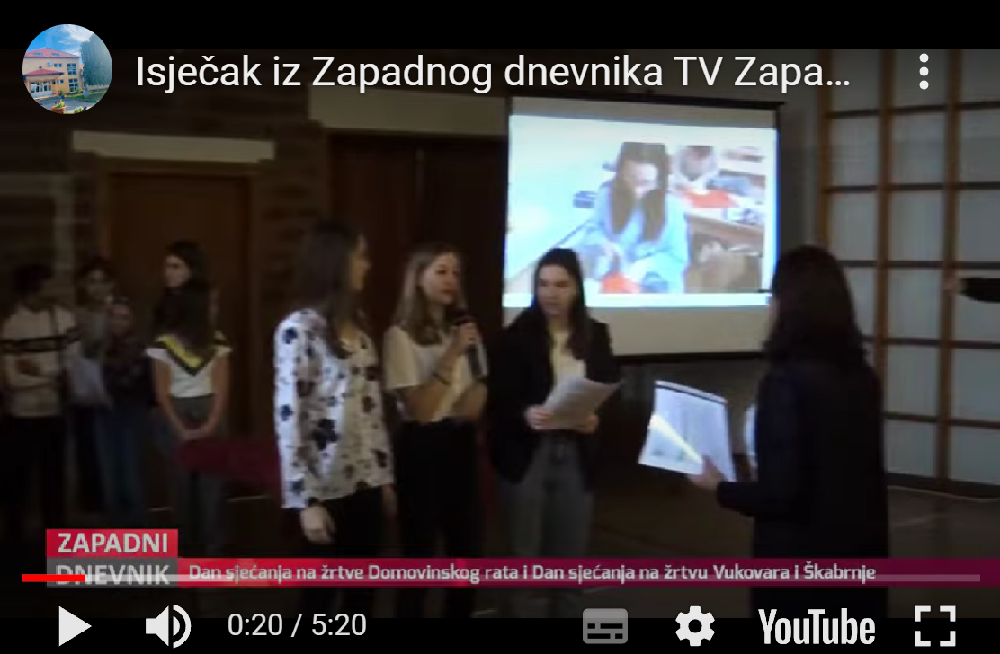 Isječak iz Zapadnog dnevnika TV Zapa...
ZAPADNI
DNEVNIK
Dan sjećanja na žrtve Domovinskog rata i Dan sjećanja na žrtvu Vukovara i Škabrnje
0:20 / 5:20
YouTube